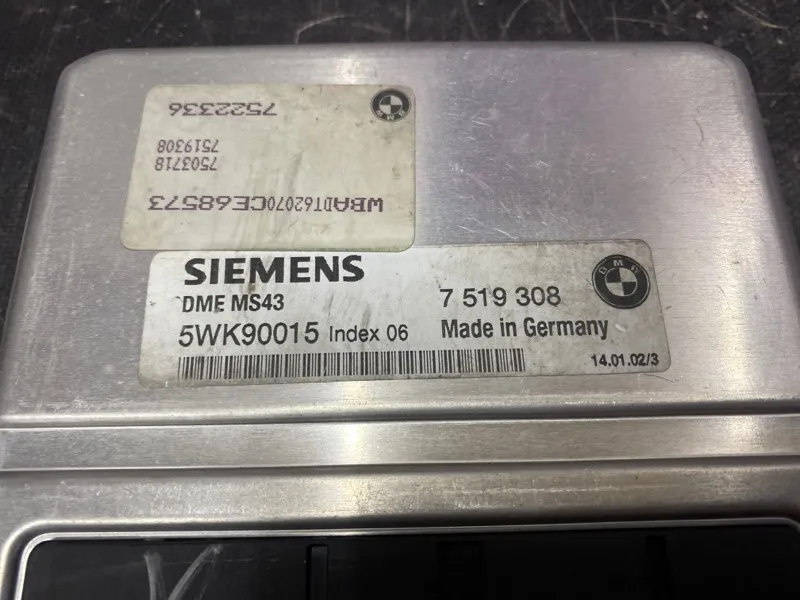 7522336
7519308
7503718
WBADT62070CE68573
SIEMENS
DME MS43 7 519 308
5WK90015 Index 06 Made in Germany
14.01.02/3
BMW